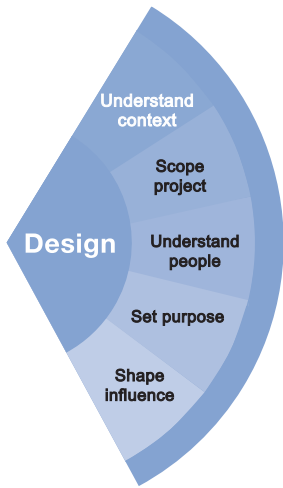 Understand
context
Scope
project
Design
Understand
people
Set purpose
Shape
influence